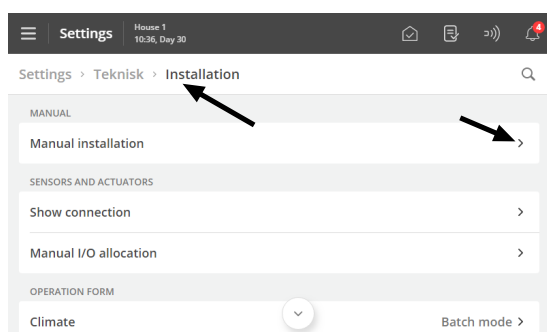 Settings
House 1
10:36, Day 30
4
Settings > Teknisk > Installation
MANUAL
Manual installation
SENSORS AND ACTUATORS
Show connection
Manual I/O allocation
OPERATION FORM
Climate Batch mode